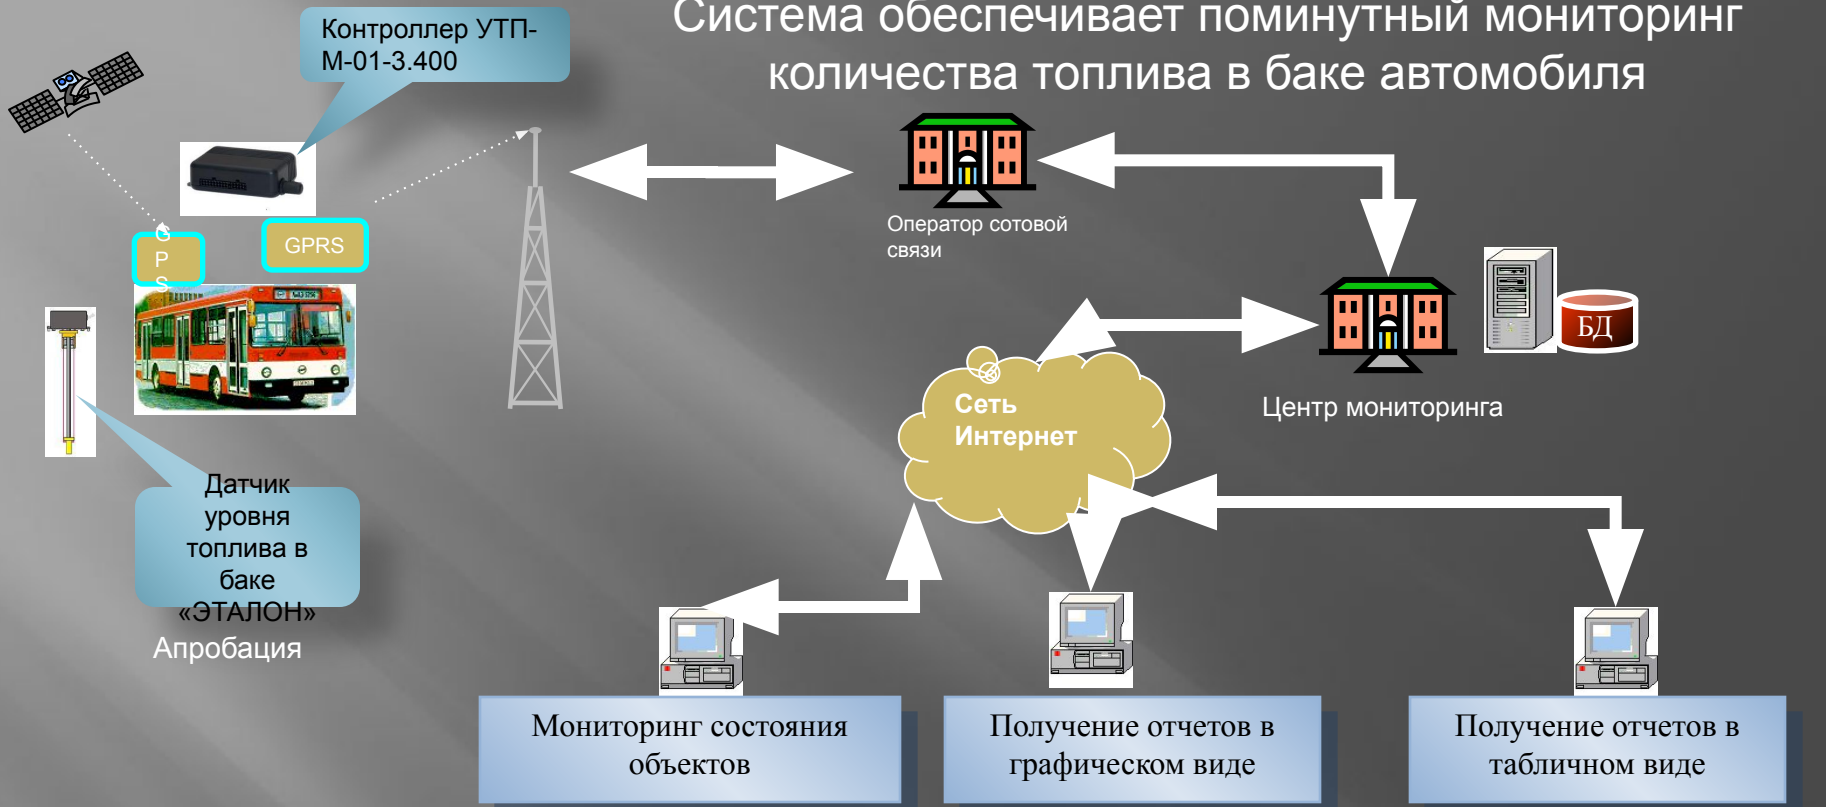 Система обеспечивает поминутный мониторинг
количества топлива в баке автомобиля
Контроллер УТП-
М-01-3.400
G
P
S
GPRS
Оператор сотовой
связи
БД
Центр мониторинга
Сеть
Интернет
Датчик
уровня
топлива в
баке
«ЭТАЛОН»
Апробация
Мониторинг состояния
объектов
Получение отчетов в
графическом виде
Получение отчетов в
табличном виде